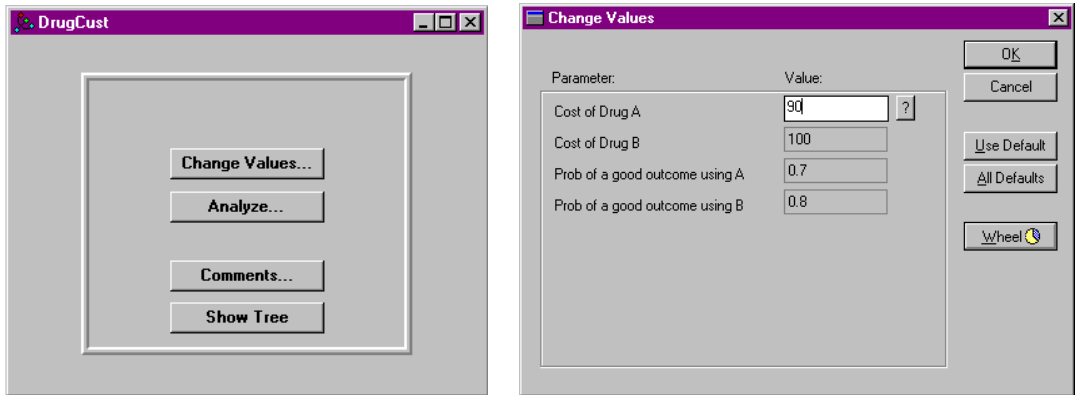 DrugCust
Change Values...
Analyze...
Comments...
Show Tree
Change Values
Parameter: Value:
Cost of Drug A 90 ?
Cost of Drug B 100
Prob of a good outcome using A 0.7
Prob of a good outcome using B 0.8
OK
Cancel
Use Default
All Defaults
Wheel